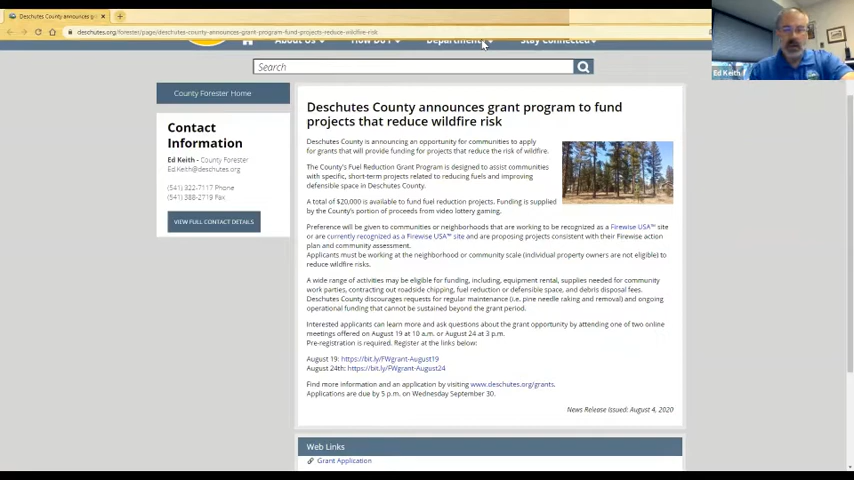 Deschutes County announces gr
deschutes.org/forester/page/deschutes-county-announces-grant-program-fund-projects-reduce-wildfire-risk
About Us
How Do I
Departments
Stay Connected
Ed Keith
Search
County Forester Home
Contact
Information
Ed Keith - County Forester
Ed.Keith@deschutes.org
(541) 322-7117 Phone
(541) 388-2719 Fax
VIEW FULL CONTACT DETAILS
Deschutes County announces grant program to fund
projects that reduce wildfire risk
Deschutes County is announcing an opportunity for communities to apply
for grants that will provide funding for projects that reduce the risk of wildfire.
The County's Fuel Reduction Grant Program is designed to assist communities
with specific, short-term projects related to reducing fuels and improving
defensible space in Deschutes County.
A total of $20,000 is available to fund fuel reduction projects. Funding is supplied
by the County's portion of proceeds from video lottery gaming.
Preference will be given to communities or neighborhoods that are working to be recognized as a Firewise USA™ site
or are currently recognized as a Firewise USA™ site and are proposing projects consistent with their Firewise action
plan and community assessment.
Applicants must be working at the neighborhood or community scale (individual property owners are not eligible) to
reduce wildfire risks.
A wide range of activities may be eligible for funding, including, equipment rental, supplies needed for community
work parties, contracting out roadside chipping, fuel reduction or defensible space, and debris disposal fees.
Deschutes County discourages requests for regular maintenance (i.e. pine needle raking and removal) and ongoing
operational funding that cannot be sustained beyond the grant period.
Interested applicants can learn more and ask questions about the grant opportunity by attending one of two online
meetings offered on August 19 at 10 a.m. or August 24 at 3 p.m.
Pre-registration is required. Register at the links below:
August 19: https://bit.ly/FWgrant-August19
August 24th: https://bit.ly/FWgrant-August24
Find more information and an application by visiting www.deschutes.org/grants.
Applications are due by 5 p.m. on Wednesday September 30.
News Release Issued: August 4, 2020
Web Links
Grant Application